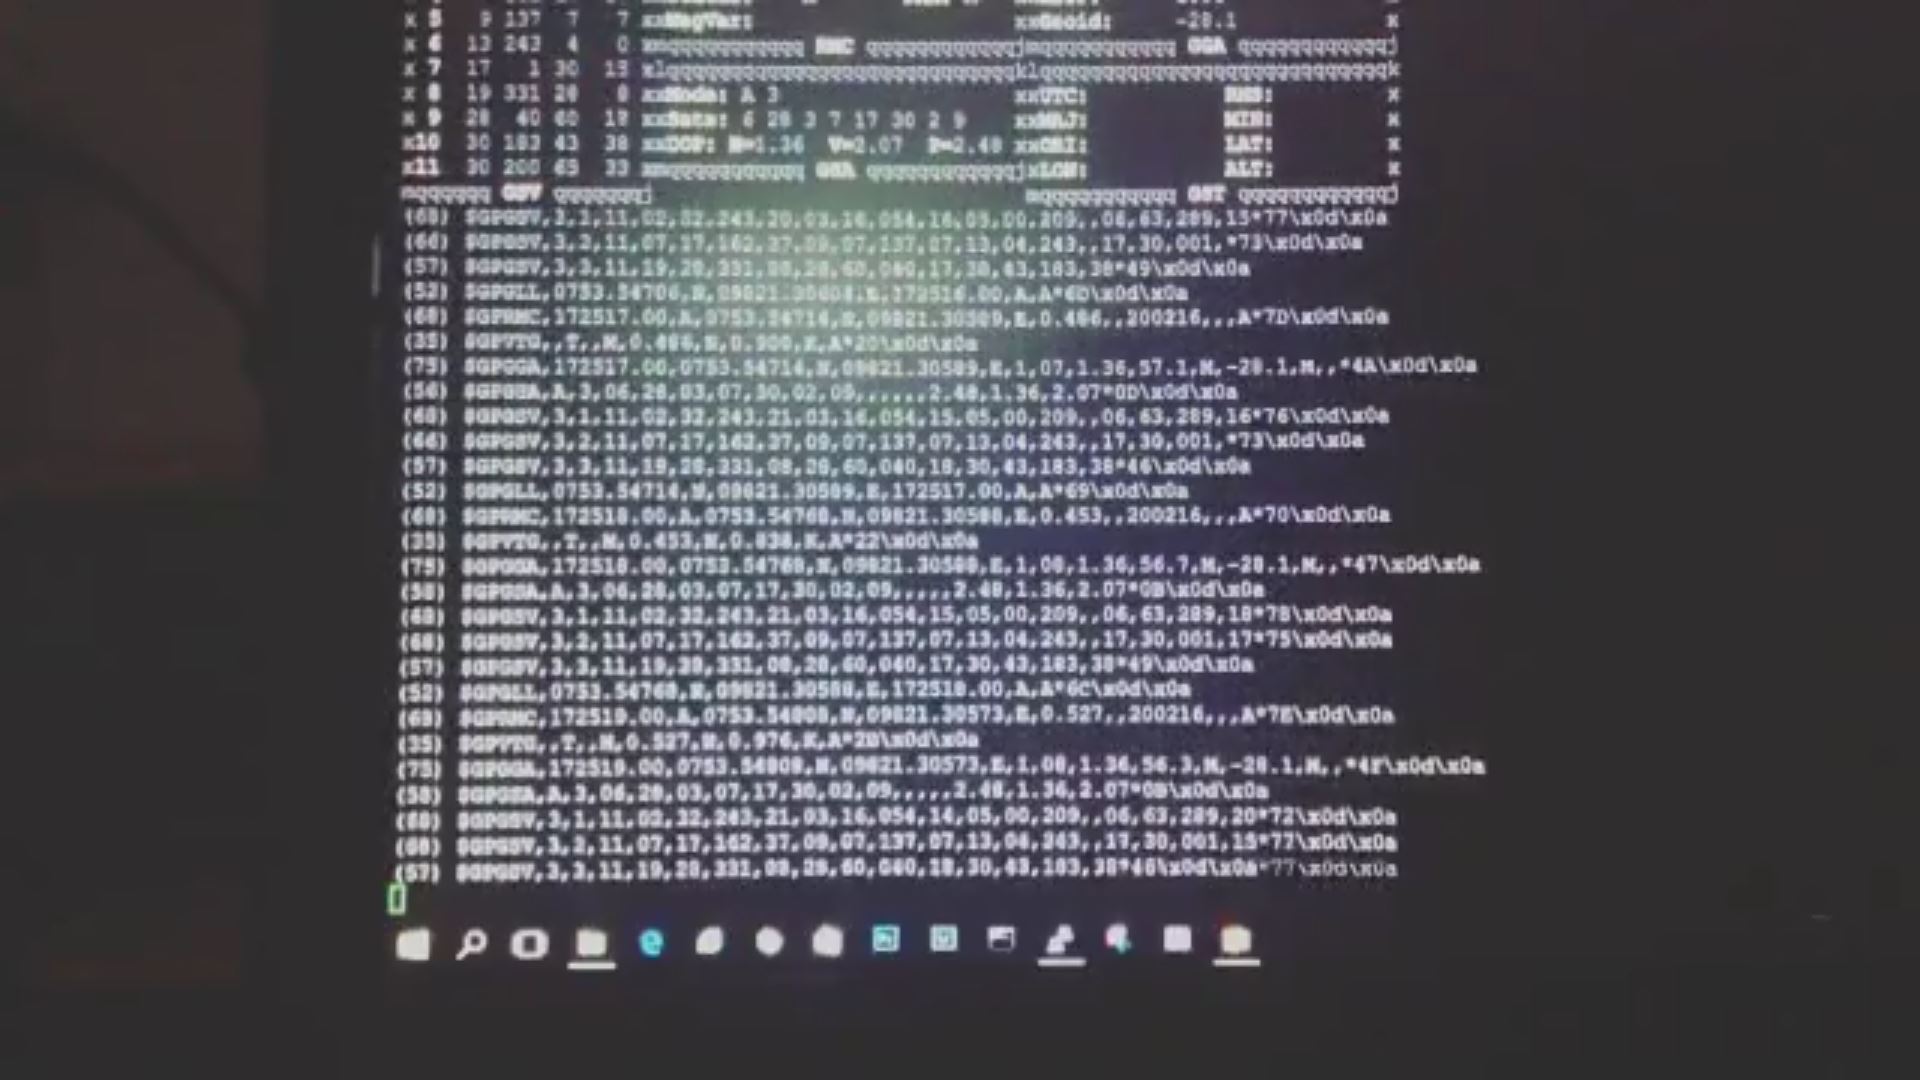 x 5 9 137 7 7 xxMagVar: xxGeoid: -28.1 x
x 6 13 243 4 0 xmqqqqqqqqqqqq RMC qqqqqqqqqqqqjmqqqqqqqqqqqq GGA qqqqqqqqqqqqj
x 7 17 1 30 15 xlqqqqqqqqqqqqqqqqqqqqqqqqqqqqklqqqqqqqqqqqqqqqqqqqqqqqqqqqk
x 8 19 331 28 8 xxMode: A 3 xxUTC: RMS: x
x 9 28 40 60 18 xxSats: 6 28 3 7 17 30 2 9 xxMAJ: MIN: x
x10 30 183 43 38 xxDOP: H=1.36 V=2.07 P=2.48 xxORI: LAT: x
x11 30 200 65 33 xmqqqqqqqqqqqq GSA qqqqqqqqqqqqjxLON: ALT: x
mqqqqqq GSV qqqqqqqj mqqqqqqqqqqqq GST qqqqqqqqqqqqj
(68) $GPGSV,3,1,11,02,32,243,20,03,16,054,16,05,00,209,,06,63,289,15*77\x0d\x0a
(66) $GPGSV,3,2,11,07,17,162,37,09,07,137,07,13,04,243,,17,30,001,*73\x0d\x0a
(57) $GPGSV,3,3,11,19,28,331,08,28,60,040,17,30,43,183,38*49\x0d\x0a
(52) $GPGLL,0753.54706,N,09821.30604,E,172516.00,A,A*6D\x0d\x0a
(68) $GPRMC,172517.00,A,0753.54714,N,09821.30589,E,0.486,,200216,,,A*7D\x0d\x0a
(35) $GPVTG,,T,,M,0.486,N,0.900,K,A*20\x0d\x0a
(75) $GPGGA,172517.00,0753.54714,N,09821.30589,E,1,07,1.36,57.1,M,-28.1,M,,*4A\x0d\x0a
(56) $GPGSA,A,3,06,28,03,07,30,02,09,,,,,,2.48,1.36,2.07*0D\x0d\x0a
(68) $GPGSV,3,1,11,02,32,243,21,03,16,054,15,05,00,209,,06,63,289,16*76\x0d\x0a
(66) $GPGSV,3,2,11,07,17,162,37,09,07,137,07,13,04,243,,17,30,001,*73\x0d\x0a
(57) $GPGSV,3,3,11,19,28,331,08,28,60,040,18,30,43,183,38*46\x0d\x0a
(52) $GPGLL,0753.54714,N,09821.30589,E,172517.00,A,A*69\x0d\x0a
(68) $GPRMC,172518.00,A,0753.54768,N,09821.30588,E,0.453,,200216,,,A*70\x0d\x0a
(35) $GPVTG,,T,,M,0.453,N,0.838,K,A*22\x0d\x0a
(75) $GPGGA,172518.00,0753.54768,N,09821.30588,E,1,08,1.36,56.7,M,-28.1,M,,*47\x0d\x0a
(58) $GPGSA,A,3,06,28,03,07,17,30,02,09,,,,,2.48,1.36,2.07*0B\x0d\x0a
(68) $GPGSV,3,1,11,02,32,243,21,03,16,054,15,05,00,209,,06,63,289,18*78\x0d\x0a
(68) $GPGSV,3,2,11,07,17,162,37,09,07,137,07,13,04,243,,17,30,001,17*75\x0d\x0a
(57) $GPGSV,3,3,11,19,28,331,08,28,60,040,17,30,43,183,38*49\x0d\x0a
(52) $GPGLL,0753.54768,N,09821.30588,E,172518.00,A,A*6C\x0d\x0a
(68) $GPRMC,172519.00,A,0753.54808,N,09821.30573,E,0.527,,200216,,,A*7E\x0d\x0a
(35) $GPVTG,,T,,M,0.527,N,0.976,K,A*2B\x0d\x0a
(75) $GPGGA,172519.00,0753.54808,N,09821.30573,E,1,08,1.36,56.3,M,-28.1,M,,*4F\x0d\x0a
(58) $GPGSA,A,3,06,28,03,07,17,30,02,09,,,,,2.48,1.36,2.07*0B\x0d\x0a
(68) $GPGSV,3,1,11,02,32,243,21,03,16,054,14,05,00,209,,06,63,289,20*72\x0d\x0a
(68) $GPGSV,3,2,11,07,17,162,37,09,07,137,07,13,04,243,,17,30,001,15*77\x0d\x0a
(57) $GPGSV,3,3,11,19,28,331,08,28,60,040,18,30,43,183,38*46\x0d\x0a*77\x0d\x0a